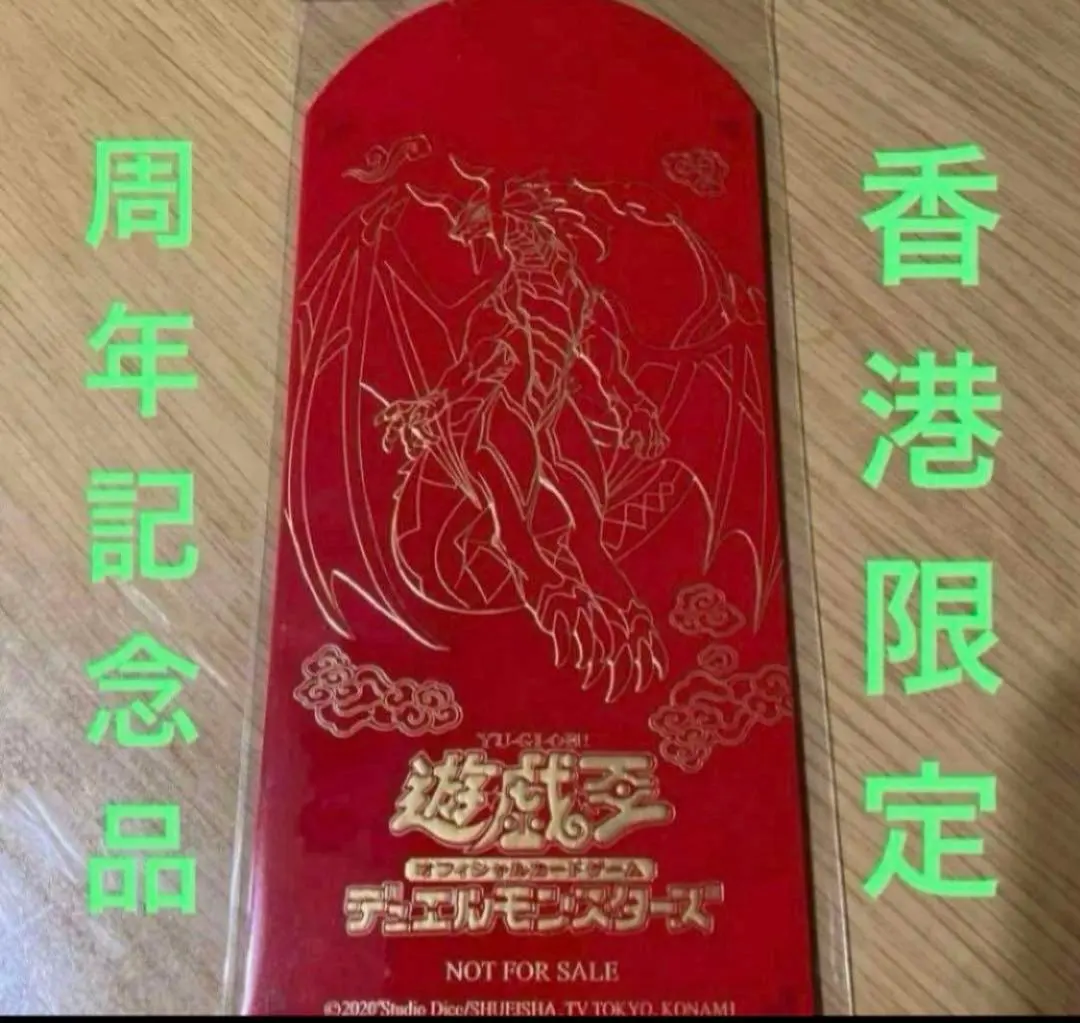 香港限定
周年記念品
YU-GI-OH!
遊戯王
オフィシャルカードゲーム
デュエルモンスターズ
NOT FOR SALE
©2020 Studio Dice/SHUEISHA, TV TOKYO, KONAMI